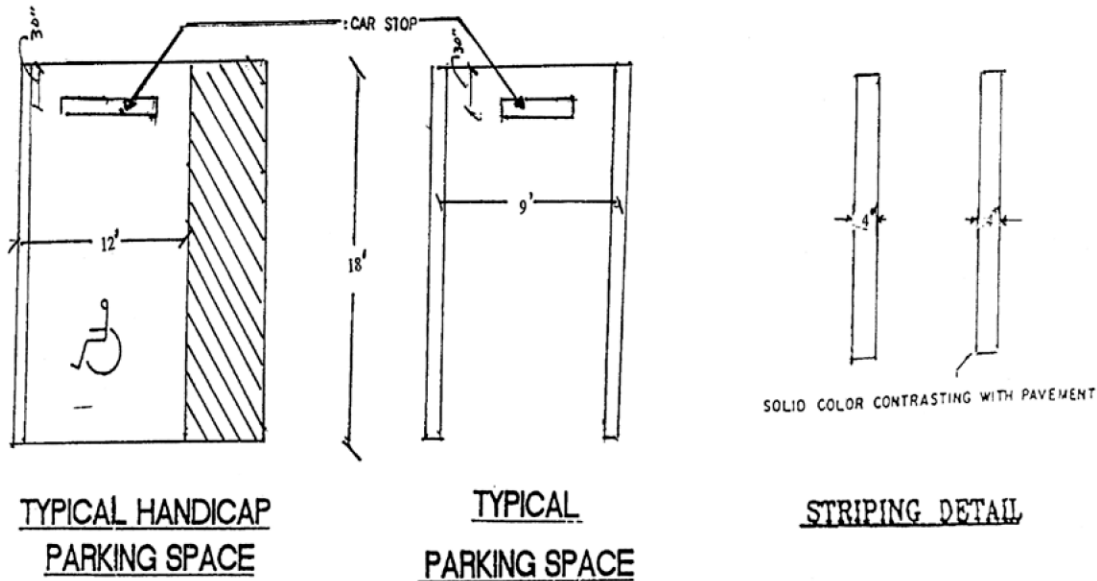 :CAR STOP
30"
30"
12'
18'
9'
4"
4"
SOLID COLOR CONTRASTING WITH PAVEMENT
TYPICAL HANDICAP
PARKING SPACE
TYPICAL
PARKING SPACE
STRIPING DETAIL